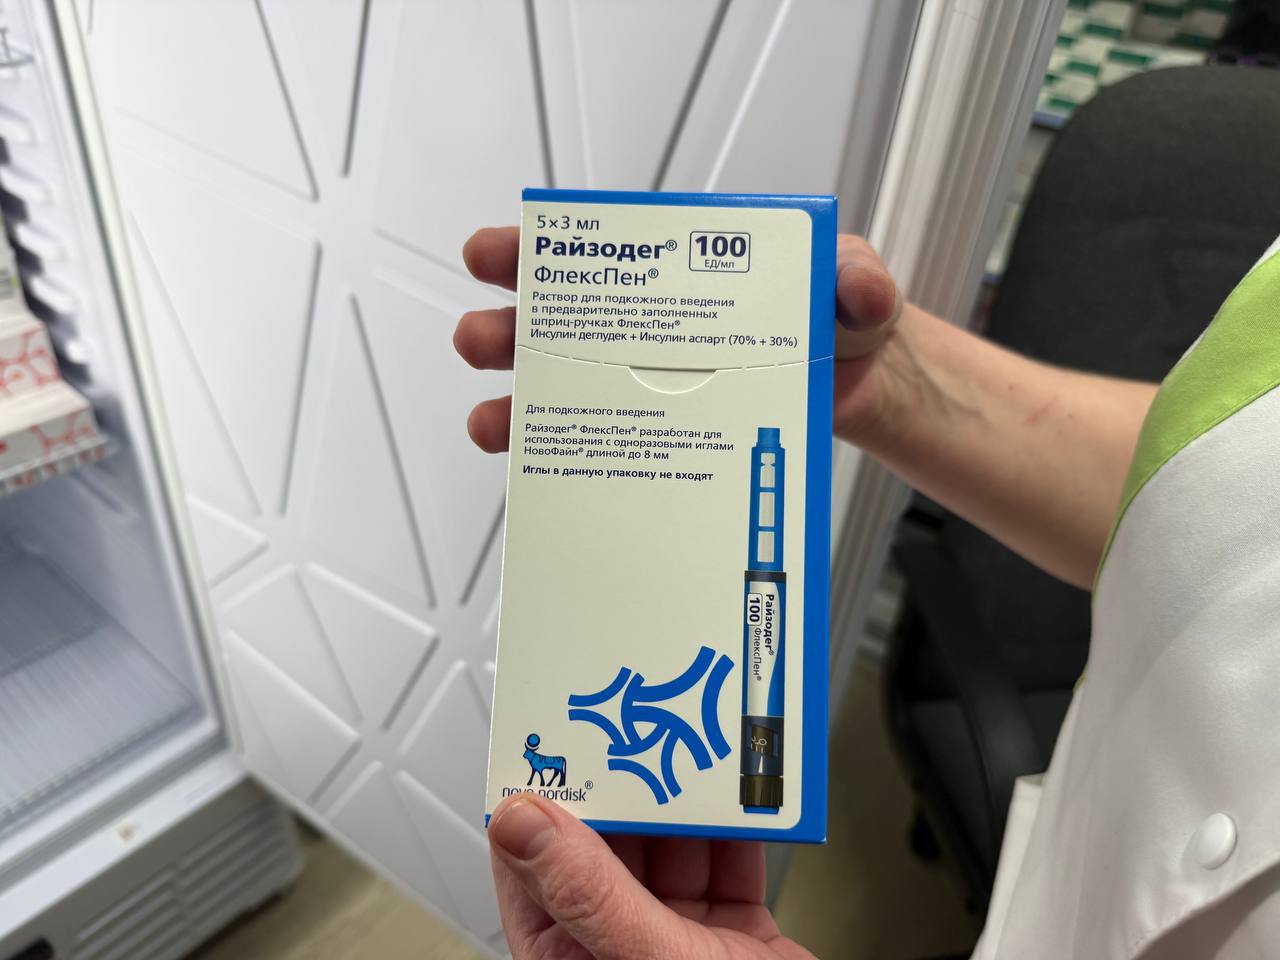 5×3 мл
Райзодег® 100
ЕД/мл
ФлексПен®
Раствор для подкожного введения
в предварительно заполненных
шприц-ручках ФлексПен®
Инсулин деглудек + Инсулин аспарт (70% + 30%)
Для подкожного введения
Райзодег® ФлексПен® разработан для
использования с одноразовыми иглами
НовоФайн® длиной до 8 мм
Иглы в данную упаковку не входят
Райзодег®
100 ФлексПен®
novo nordisk®